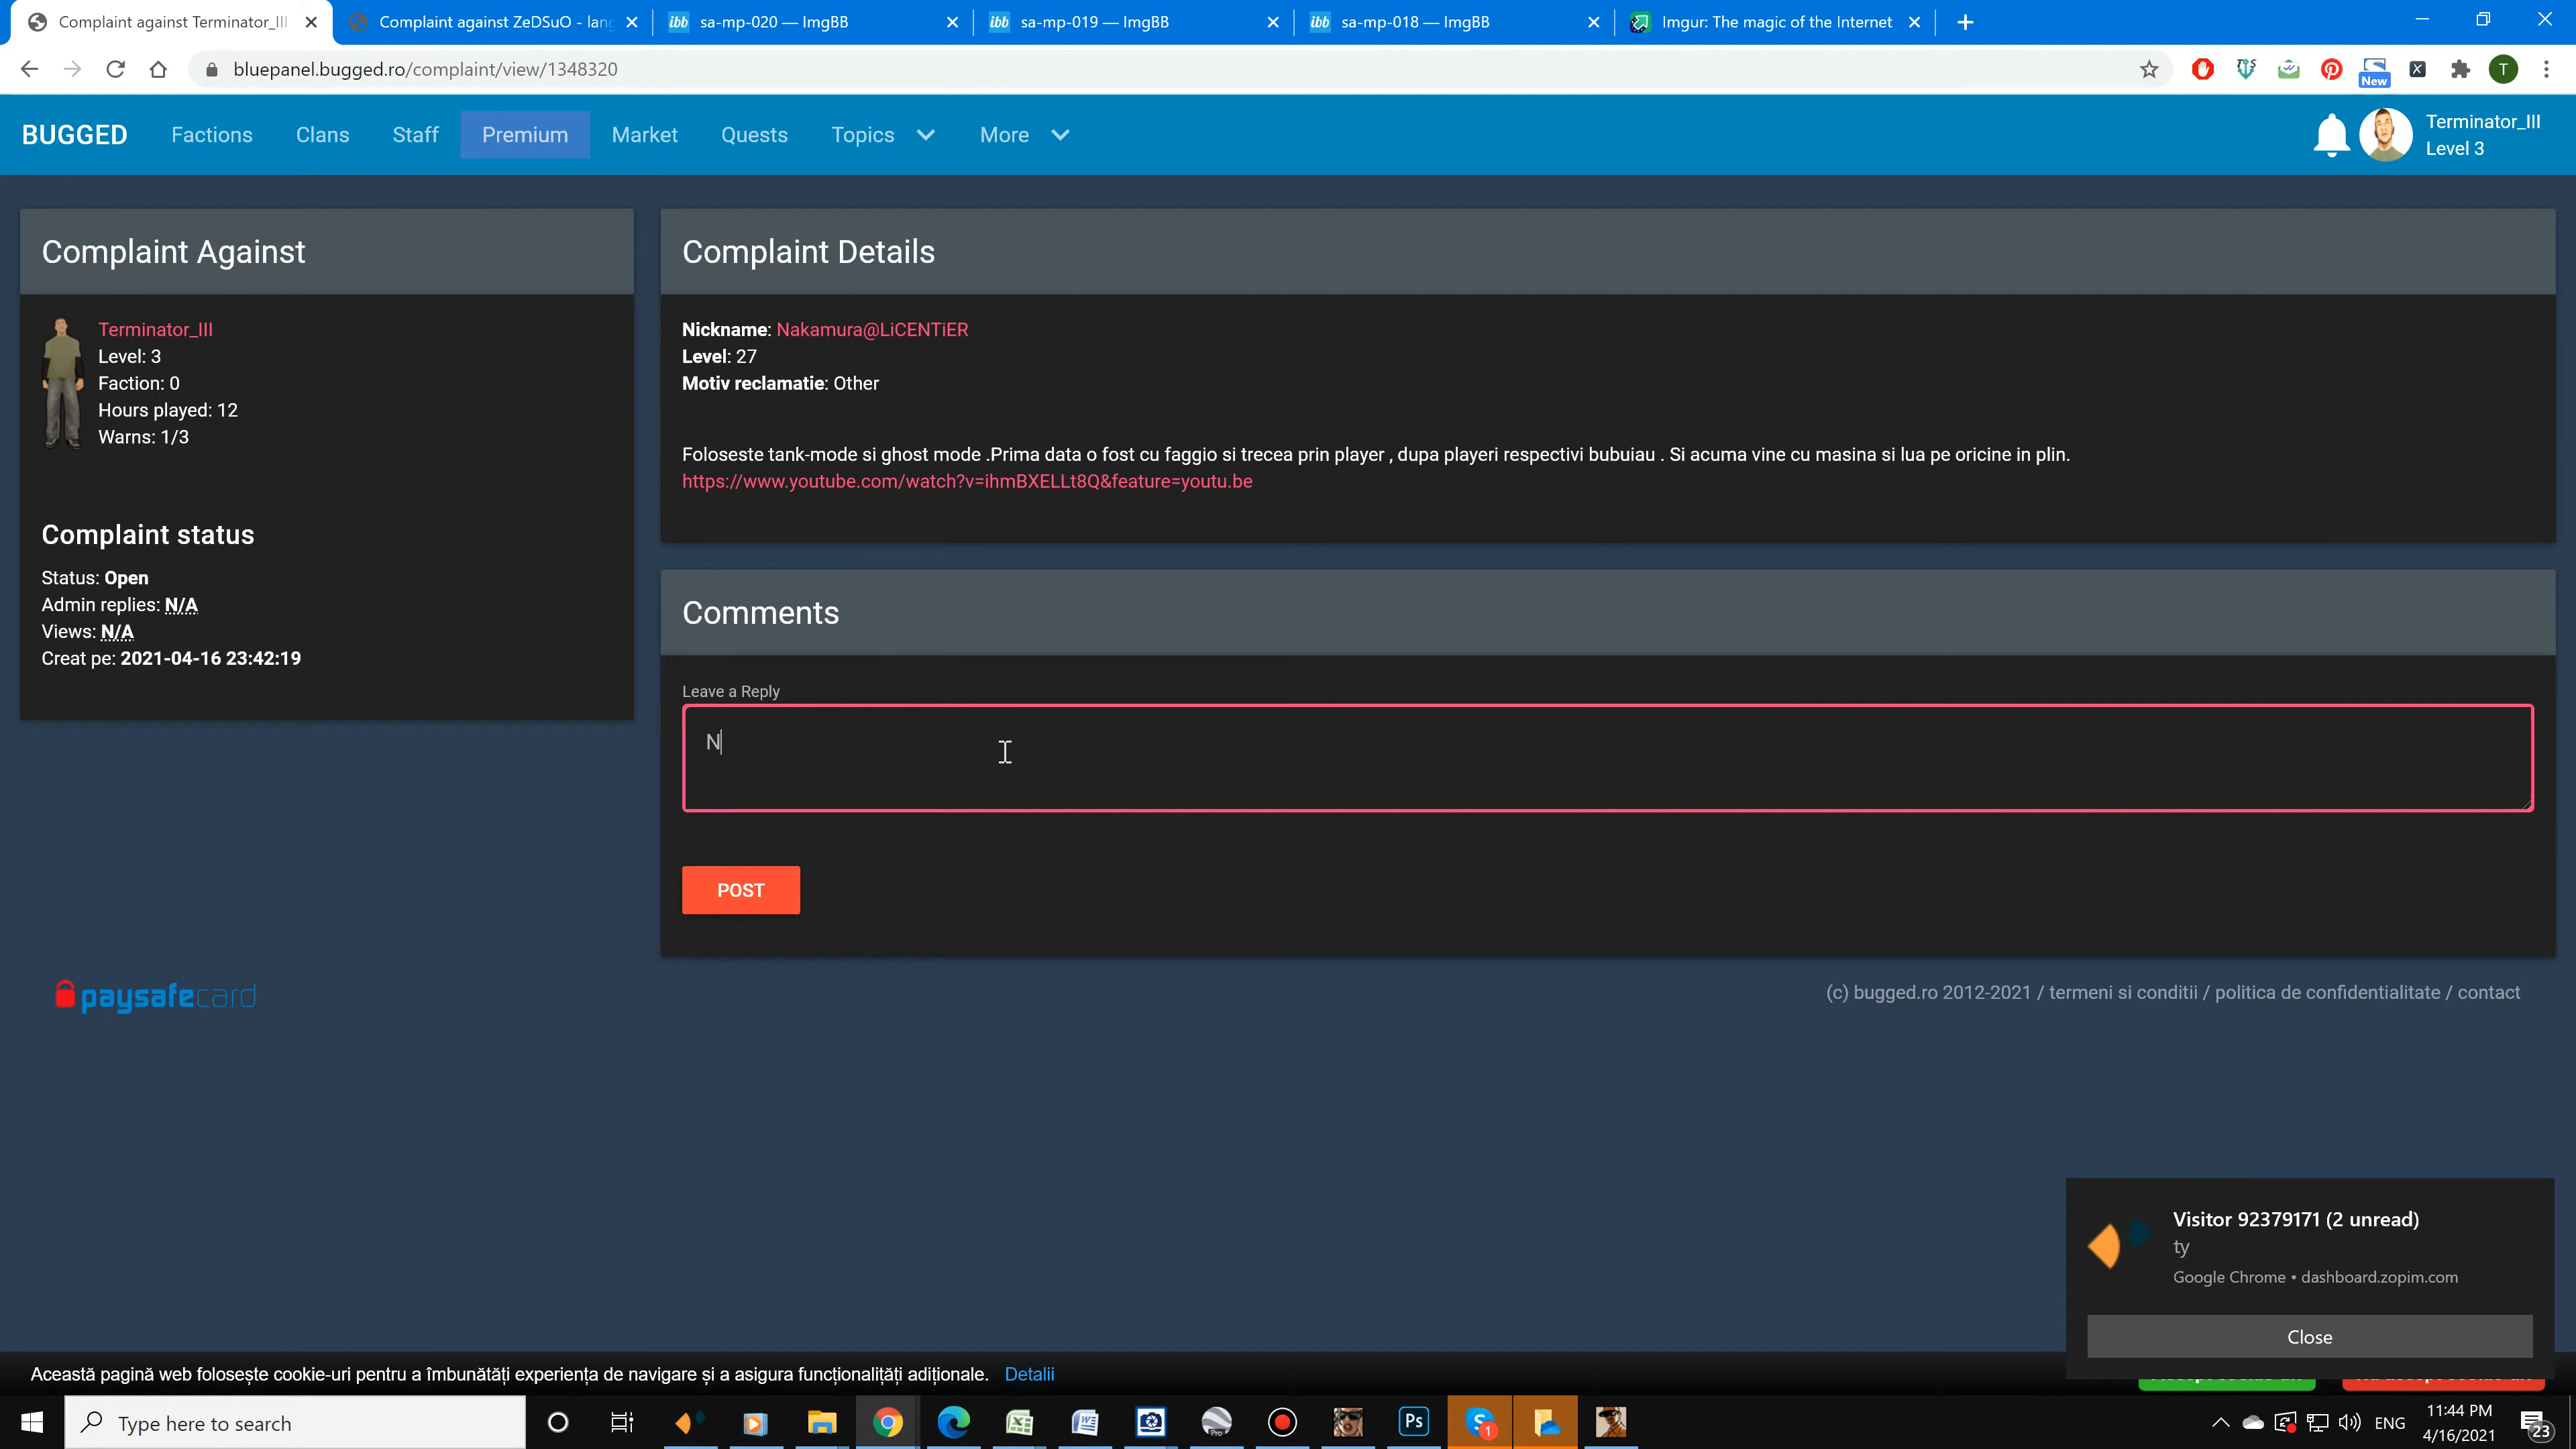 Complaint against Terminator_III
Complaint against ZeDSuO - lang
ibb sa-mp-020 — ImgBB
ibb sa-mp-019 — ImgBB
ibb sa-mp-018 — ImgBB
Imgur: The magic of the Internet
bluepanel.bugged.ro/complaint/view/1348320
New
T
BUGGED
Factions
Clans
Staff
Premium
Market
Quests
Topics
More
Terminator_III
Level 3
Complaint Against
Terminator_III
Level: 3
Faction: 0
Hours played: 12
Warns: 1/3
Complaint status
Status: Open
Admin replies: N/A
Views: N/A
Creat pe: 2021-04-16 23:42:19
Complaint Details
Nickname: Nakamura@LiCENTiER
Level: 27
Motiv reclamatie: Other
Foloseste tank-mode si ghost mode .Prima data o fost cu faggio si trecea prin player , dupa playeri respectivi bubuiau . Si acuma vine cu masina si lua pe oricine in plin.
https://www.youtube.com/watch?v=ihmBXELLt8Q&feature=youtu.be
Comments
Leave a Reply
N
POST
paysafecard
(c) bugged.ro 2012-2021 / termeni si conditii / politica de confidentialitate / contact
Visitor 92379171 (2 unread)
ty
Google Chrome • dashboard.zopim.com
Close
Această pagină web folosește cookie-uri pentru a îmbunătăți experiența de navigare și a asigura funcționalități adiționale. Detalii
Type here to search
Pro
Ps
1
ENG
11:44 PM
4/16/2021
23